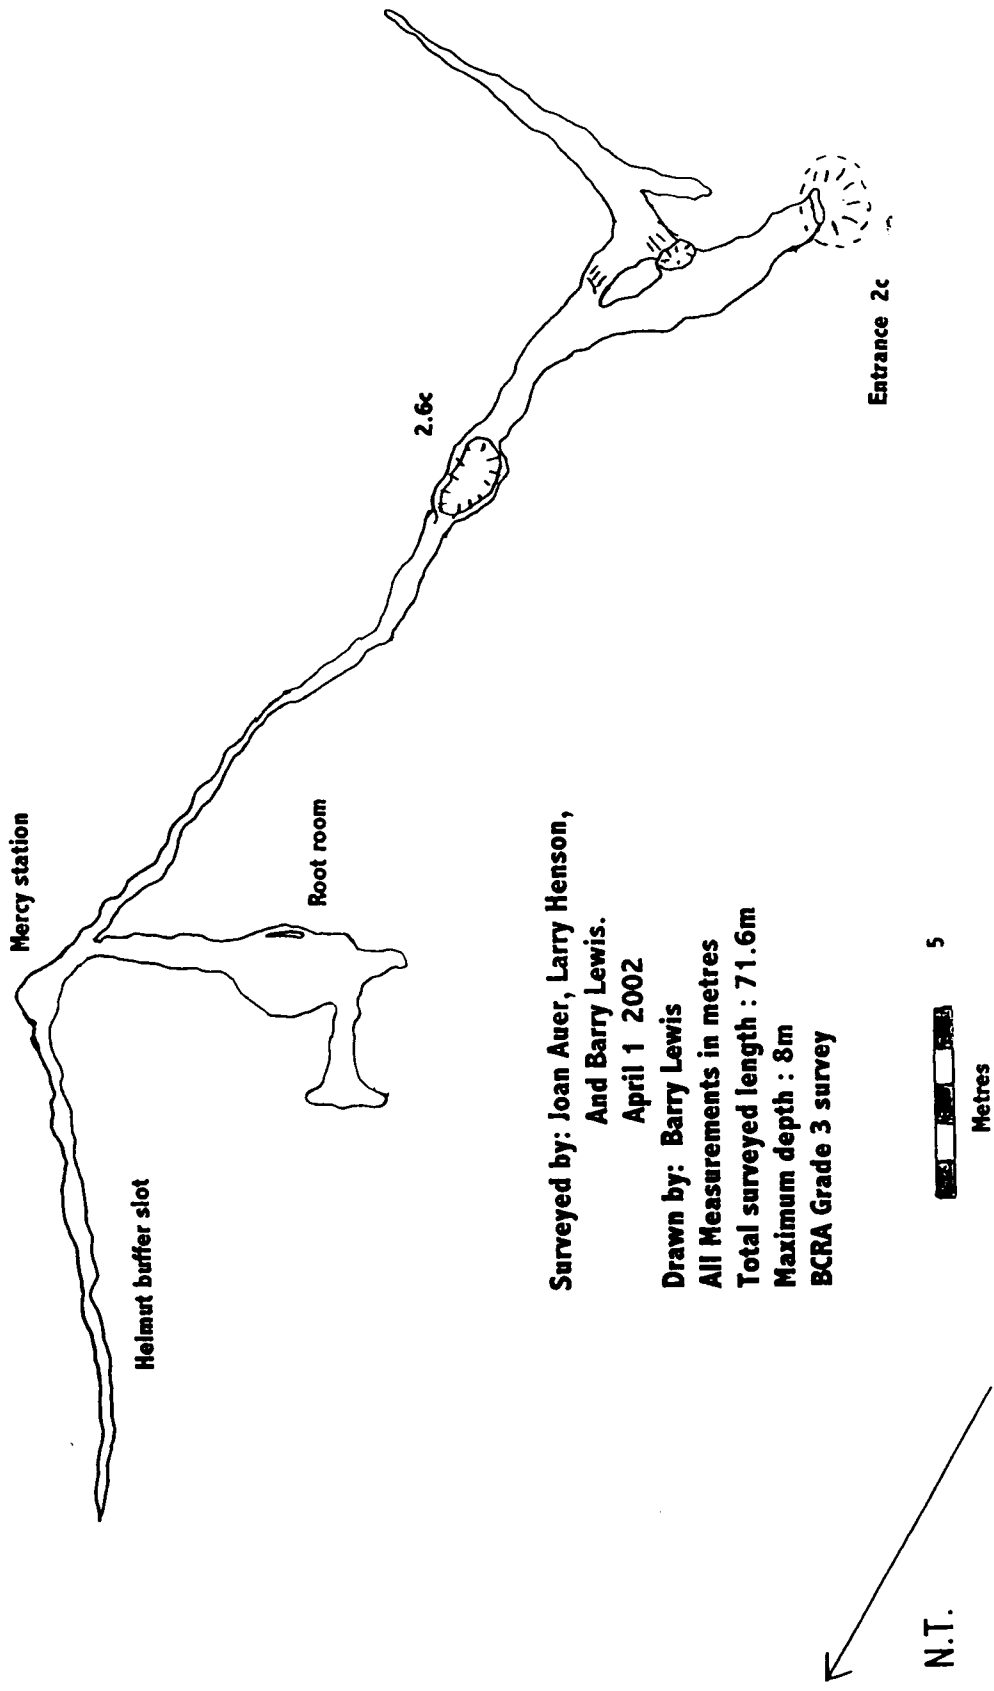 Mercy station
Helmut buffer slot
Root room
2.6c
Entrance 2c
Surveyed by: Joan Auer, Larry Henson,
And Barry Lewis.
April 1 2002
Drawn by: Barry Lewis
All Measurements in metres
Total surveyed length : 71.6m
Maximum depth : 8m
BCRA Grade 3 survey
5
Metres
N.T.